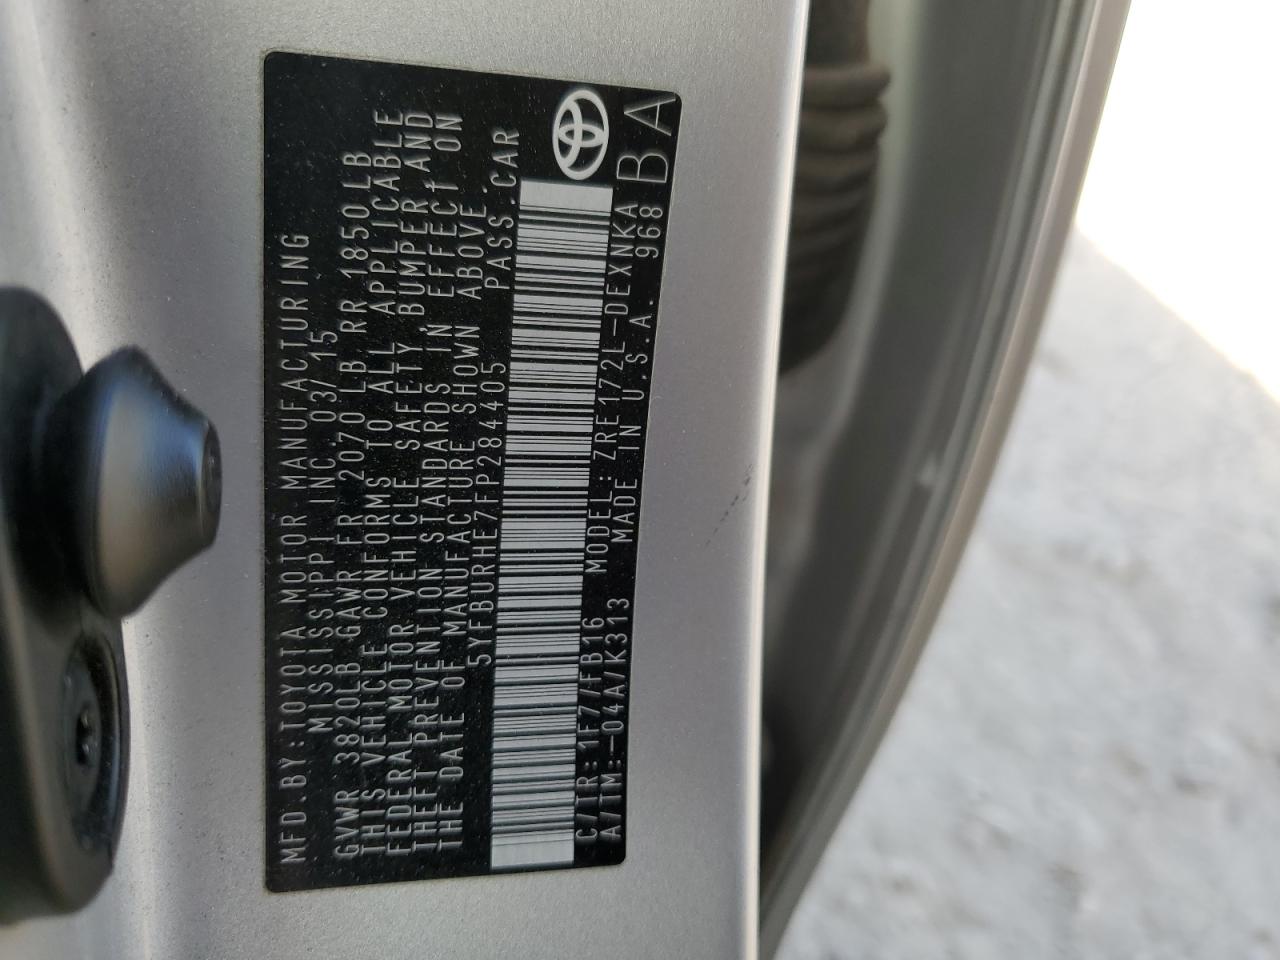 MFD.BY:TOYOTA MOTOR MANUFACTURING
MISSISSIPPI INC. 03/15
GVWR 3820LB GAWR FR 2070 LB RR 1850LB
THIS VEHICLE CONFORMS TO ALL APPLICABLE
FEDERAL MOTOR VEHICLE SAFETY, BUMPER, AND
THEFT PREVENTION STANDARDS IN EFFECT ON
THE DATE OF MANUFACTURE SHOWN ABOVE.
5YFBURHE7FP284405 PASS.CAR
C/TR:1F7/FB16 MODEL:ZRE172L-DEXNKA
A/TM:-04A/K313 MADE IN U.S.A. 968
BA